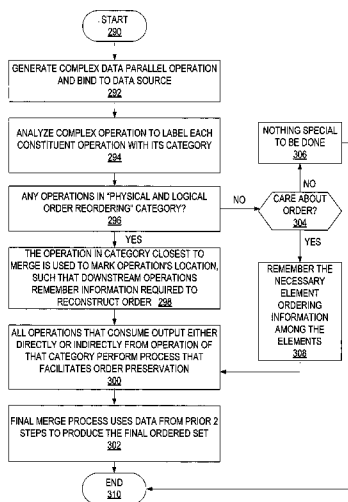 START
290
GENERATE COMPLEX DATA PARALLEL OPERATION
AND BIND TO DATA SOURCE
292
ANALYZE COMPLEX OPERATION TO LABEL EACH
CONSTITUENT OPERATION WITH ITS CATEGORY
294
ANY OPERATIONS IN "PHYSICAL AND LOGICAL
ORDER REORDERING" CATEGORY?
296
NO
YES
THE OPERATION IN CATEGORY CLOSEST TO
MERGE IS USED TO MARK OPERATION'S LOCATION,
SUCH THAT DOWNSTREAM OPERATIONS
REMEMBER INFORMATION REQUIRED TO
RECONSTRUCT ORDER 298
ALL OPERATIONS THAT CONSUME OUTPUT EITHER
DIRECTLY OR INDIRECTLY FROM OPERATION OF
THAT CATEGORY PERFORM PROCESS THAT
FACILITATES ORDER PRESERVATION
300
FINAL MERGE PROCESS USES DATA FROM PRIOR 2
STEPS TO PRODUCE THE FINAL ORDERED SET
302
END
310
NOTHING SPECIAL
TO BE DONE
306
NO
CARE ABOUT
ORDER?
304
YES
REMEMBER THE
NECESSARY
ELEMENT
ORDERING
INFORMATION
AMONG THE
ELEMENTS
308